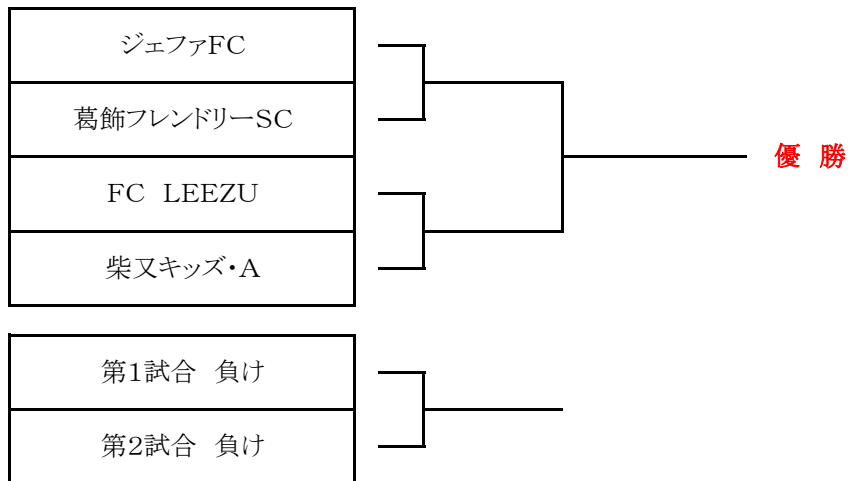 ジェファFC
葛飾フレンドリーSC
優　勝
FC　LEEZU
柴又キッズ・A
第1試合　負け
第2試合　負け